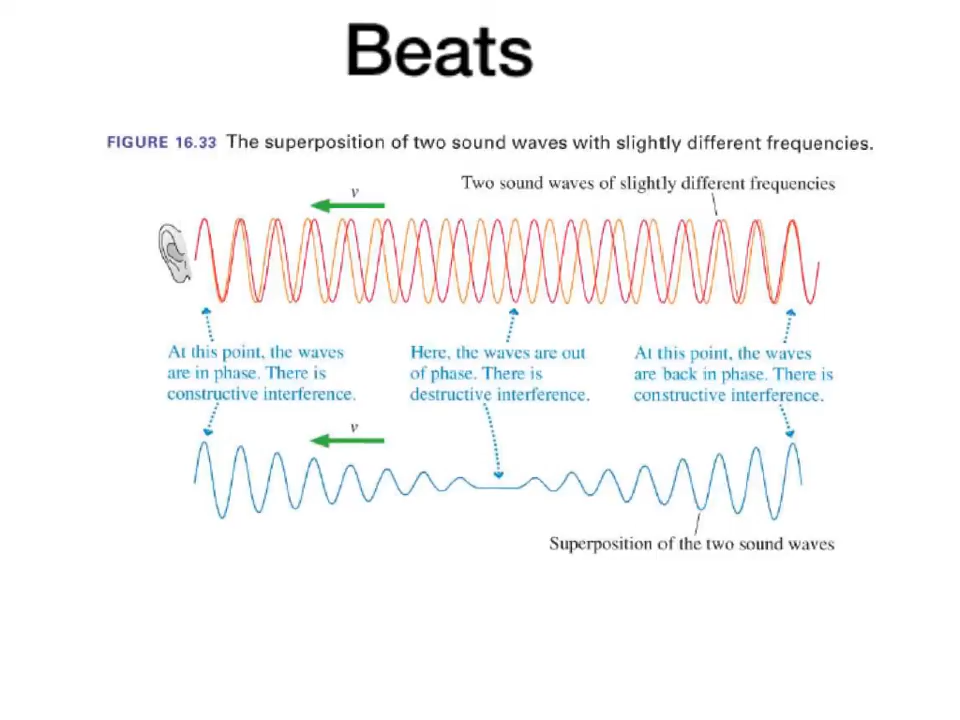 Beats
FIGURE 16.33 The superposition of two sound waves with slightly different frequencies.
Two sound waves of slightly different frequencies
v
At this point, the waves
are in phase. There is
constructive interference.
Here, the waves are out
of phase. There is
destructive interference.
At this point, the waves
are back in phase. There is
constructive interference.
v
Superposition of the two sound waves